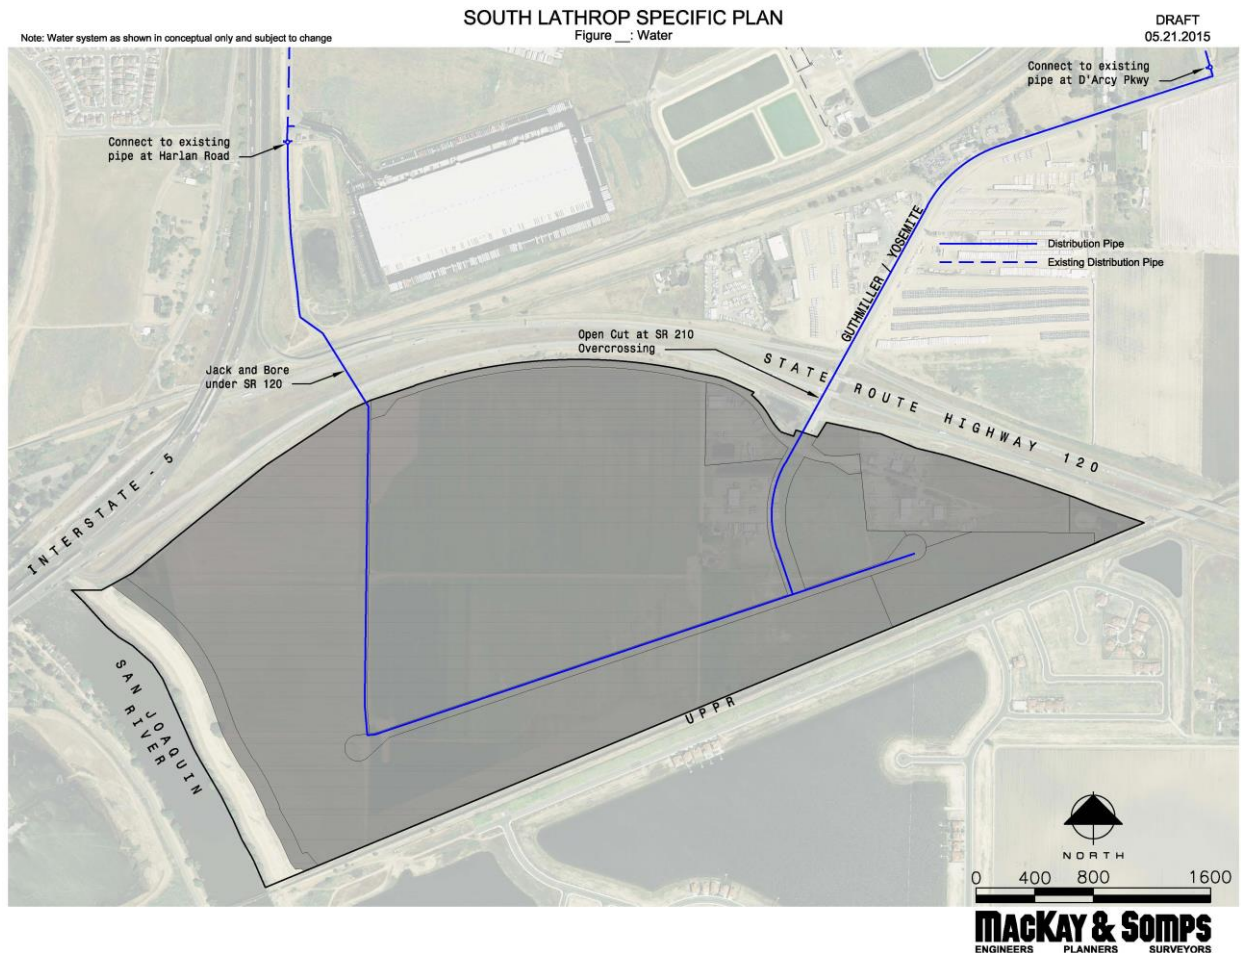 SOUTH LATHROP SPECIFIC PLAN
Figure __: Water
DRAFT
05.21.2015
Note: Water system as shown in conceptual only and subject to change
Connect to existing
pipe at D'Arcy Pkwy
Connect to existing
pipe at Harlan Road
GUTHMILLER / YOSEMITE
Distribution Pipe
Existing Distribution Pipe
Open Cut at SR 210
Overcrossing
Jack and Bore
under SR 120
STATE ROUTE HIGHWAY 120
INTERSTATE - 5
SAN JOAQUIN
RIVER
UPPR
NORTH
0 400 800 1600
MACKAY & SOMPS
ENGINEERS PLANNERS SURVEYORS